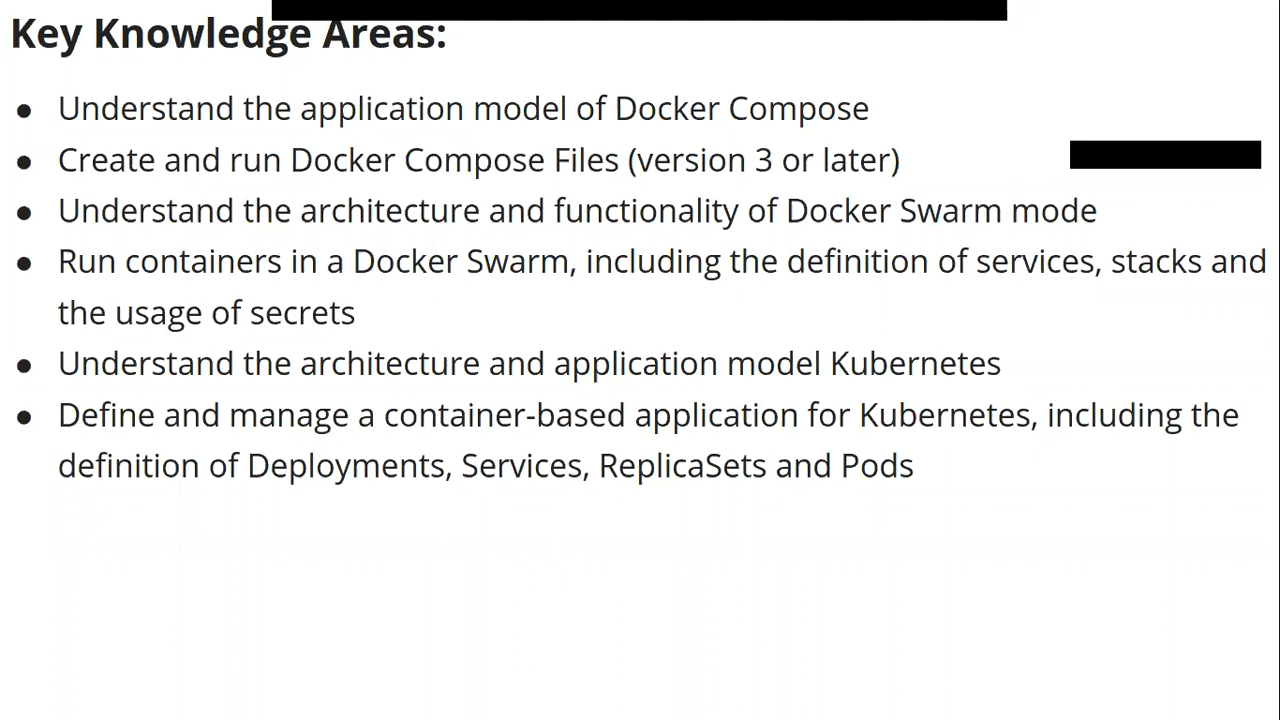 Key Knowledge Areas:
● Understand the application model of Docker Compose
● Create and run Docker Compose Files (version 3 or later)
● Understand the architecture and functionality of Docker Swarm mode
● Run containers in a Docker Swarm, including the definition of services, stacks and
the usage of secrets
● Understand the architecture and application model Kubernetes
● Define and manage a container-based application for Kubernetes, including the
definition of Deployments, Services, ReplicaSets and Pods